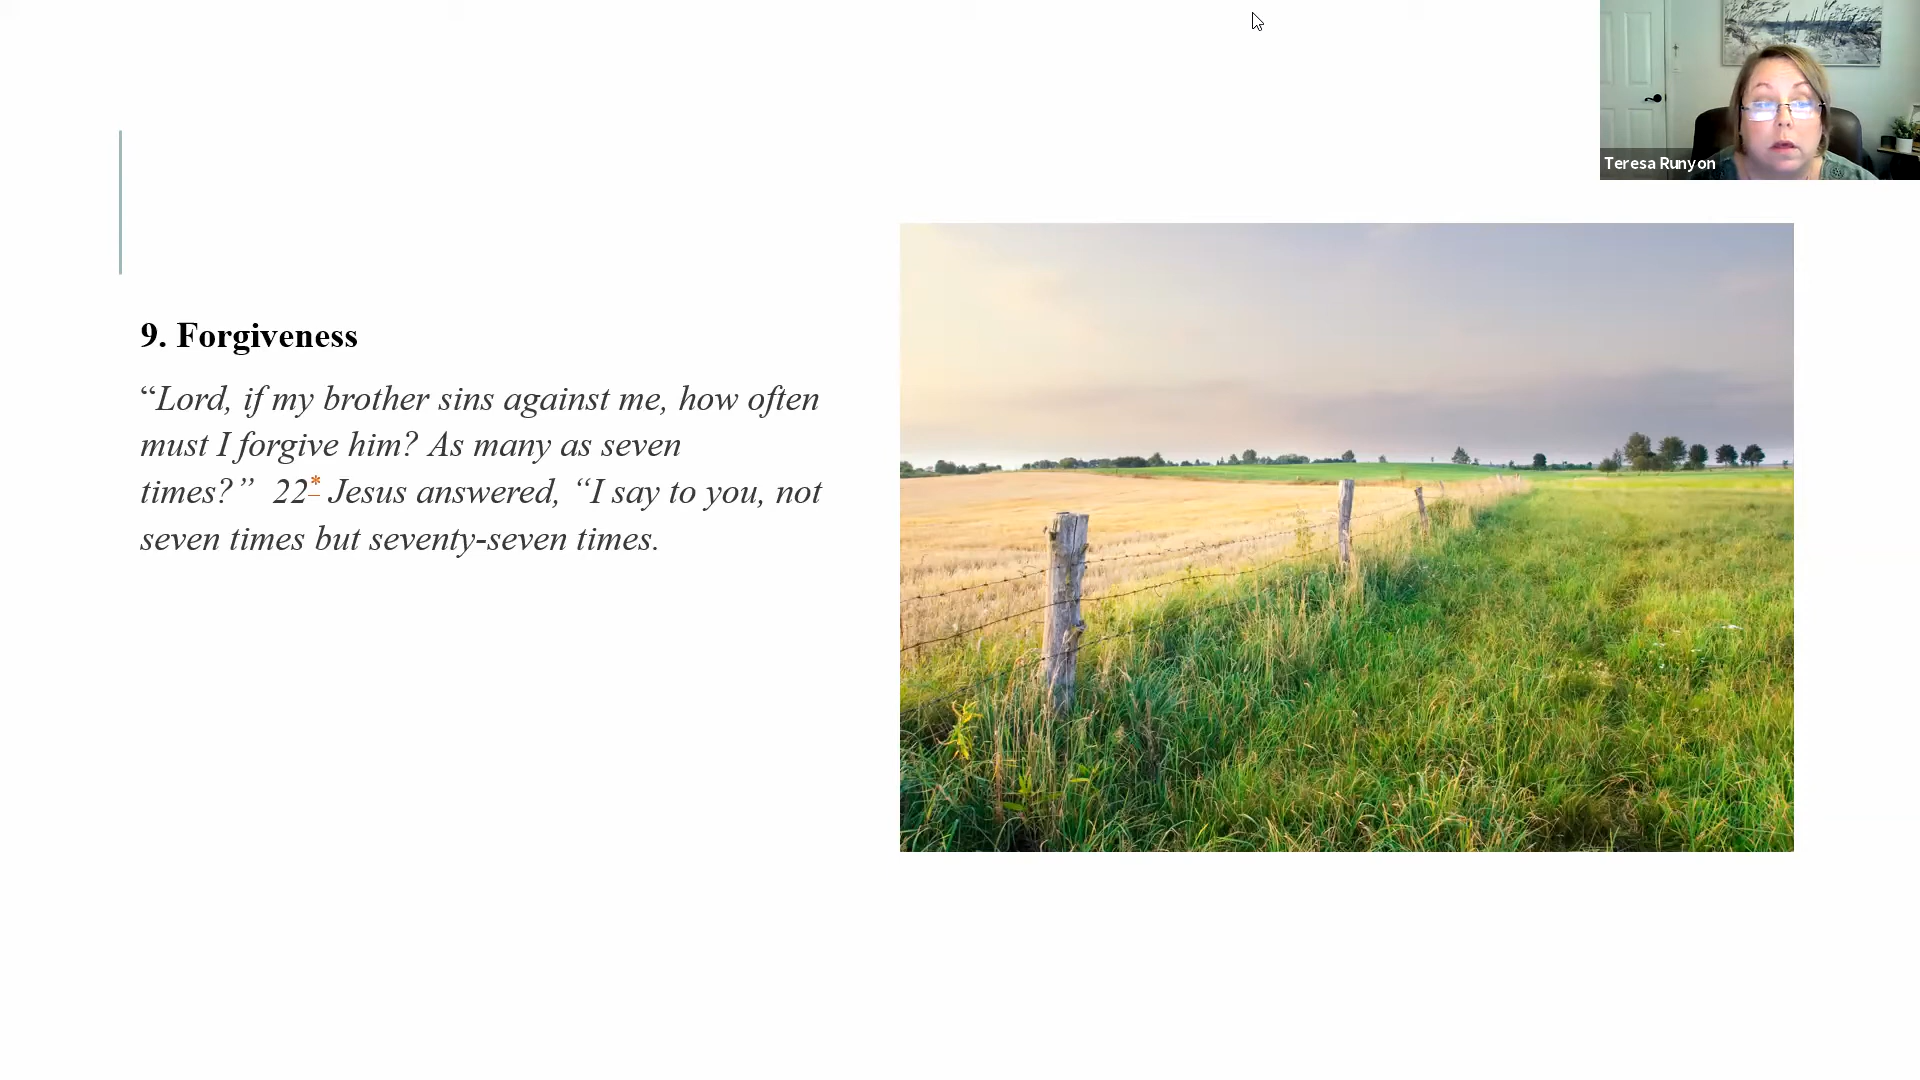 Teresa Runyon
9. Forgiveness
“Lord, if my brother sins against me, how often
must I forgive him? As many as seven
times?” 22* Jesus answered, “I say to you, not
seven times but seventy-seven times.